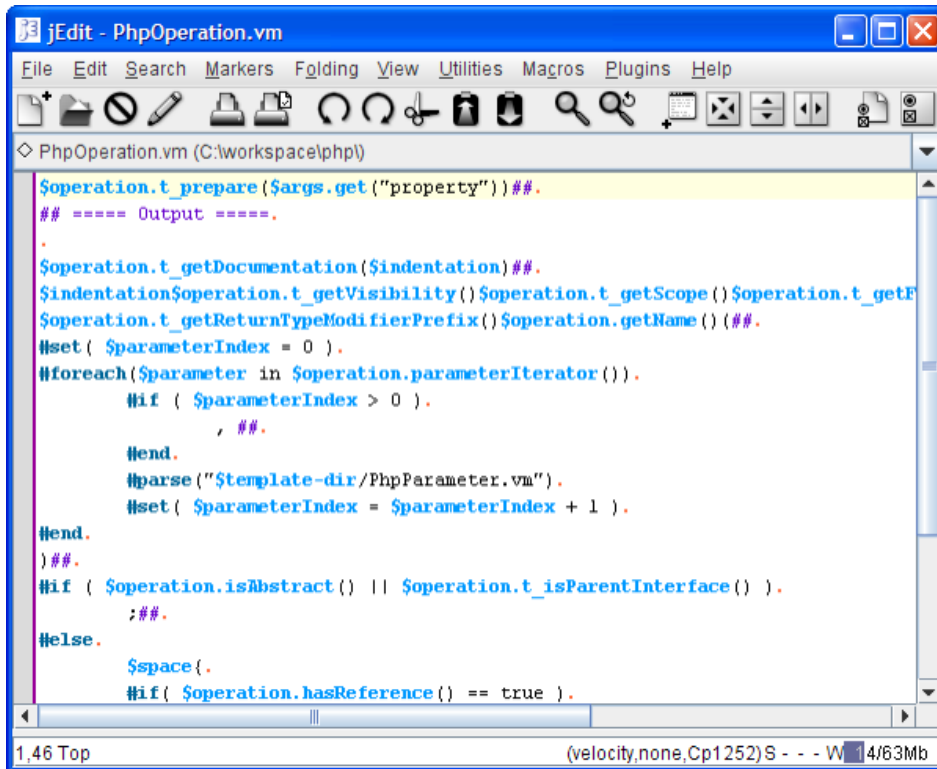 jEdit - PhpOperation.vm
File Edit Search Markers Folding View Utilities Macros Plugins Help
PhpOperation.vm (C:\workspace\php\)
$operation.t_prepare($args.get("property"))##.
## ===== Output =====.
.
$operation.t_getDocumentation($indentation)##.
$indentation$operation.t_getVisibility()$operation.t_getScope()$operation.t_getF
$operation.t_getReturnTypeModifierPrefix()$operation.getName()(##.
#set( $parameterIndex = 0 ).
#foreach($parameter in $operation.parameterIterator()).
#if ( $parameterIndex > 0 ).
, ##.
#end.
#parse("$template-dir/PhpParameter.vm").
#set( $parameterIndex = $parameterIndex + 1 ).
#end.
)##.
#if ( $operation.isAbstract() || $operation.t_isParentInterface() ).
;##.
#else.
$space{.
#if( $operation.hasReference() == true ).
1,46 Top (velocity,none,Cp1252) S - - - W 14/63Mb